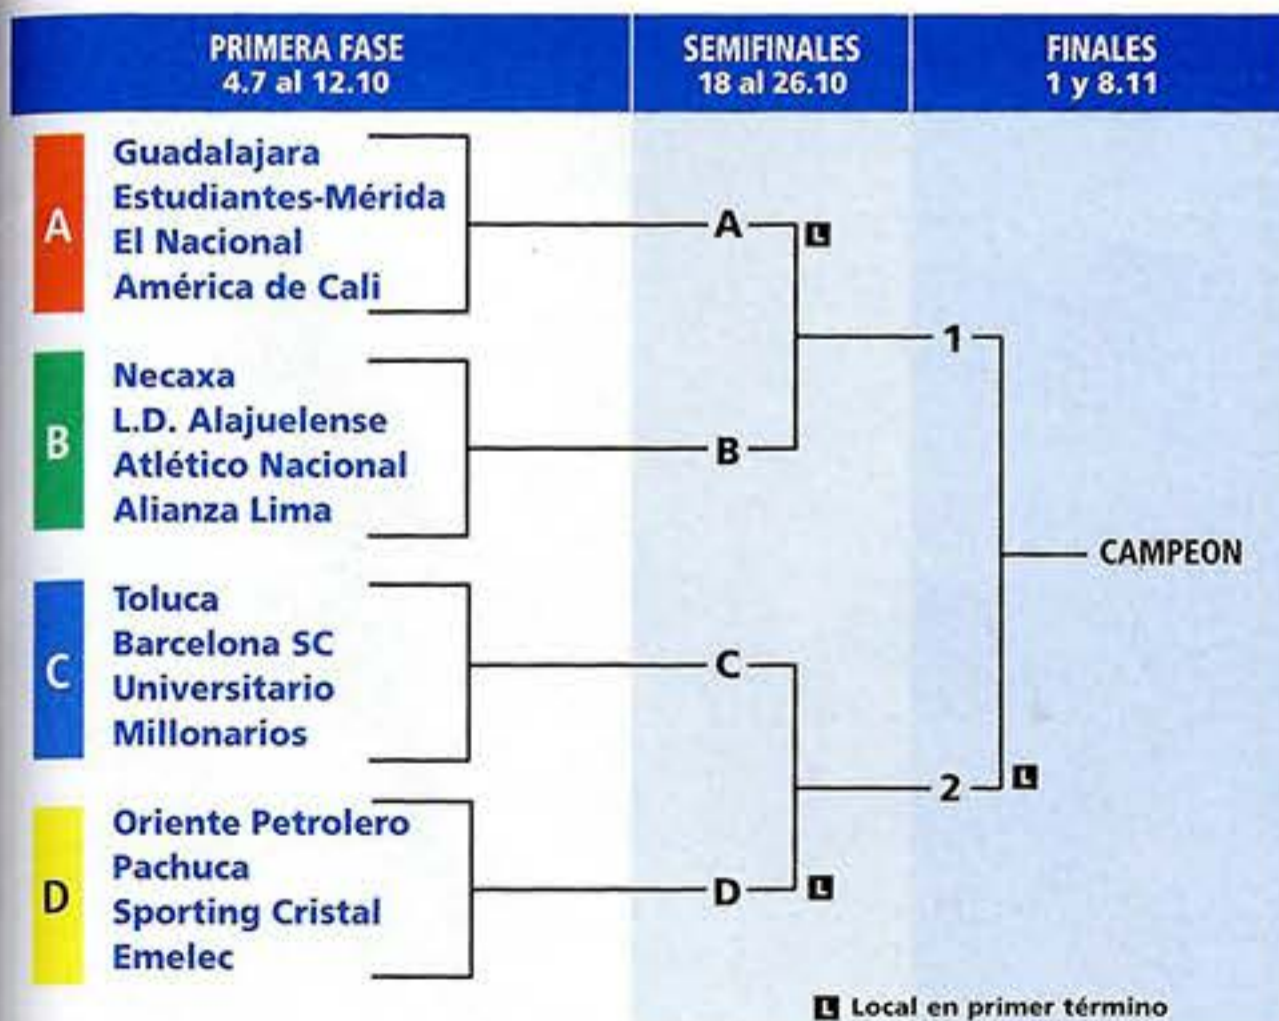 PRIMERA FASE
4.7 al 12.10
SEMIFINALES
18 al 26.10
FINALES
1 y 8.11
A
Guadalajara
Estudiantes-Mérida
El Nacional
América de Cali
B
Necaxa
L.D. Alajuelense
Atlético Nacional
Alianza Lima
C
Toluca
Barcelona SC
Universitario
Millonarios
D
Oriente Petrolero
Pachuca
Sporting Cristal
Emelec
A
L
B
C
D
L
1
2
L
CAMPEON
L Local en primer término